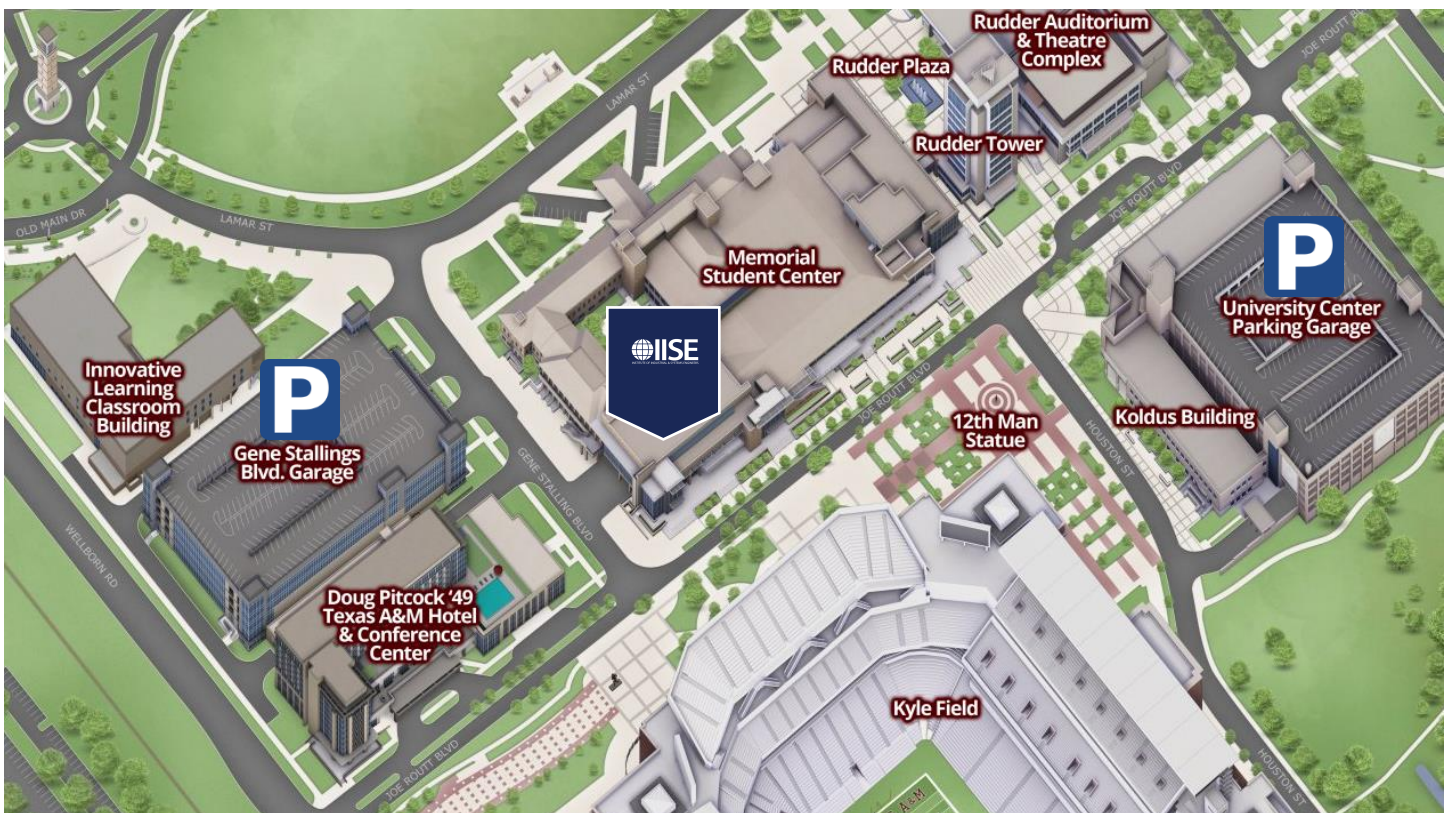 Rudder Auditorium
& Theatre
Complex
JOE ROUTT BLVD
Rudder Plaza
LAMAR ST
Rudder Tower
JOE ROUTT BLVD
OLD MAIN DR
LAMAR ST
Memorial
Student Center
P
University Center
Parking Garage
IISE
Innovative
Learning
Classroom
Building
P
Gene Stallings
Blvd. Garage
JOE ROUTT BLVD
12th Man
Statue
Koldus Building
HOUSTON ST
GENE STALLING BLVD
WELLBORN RD
Doug Pitcock '49
Texas A&M Hotel
& Conference
Center
Kyle Field
JOE ROUTT BLVD
HOUSTON ST
A&M